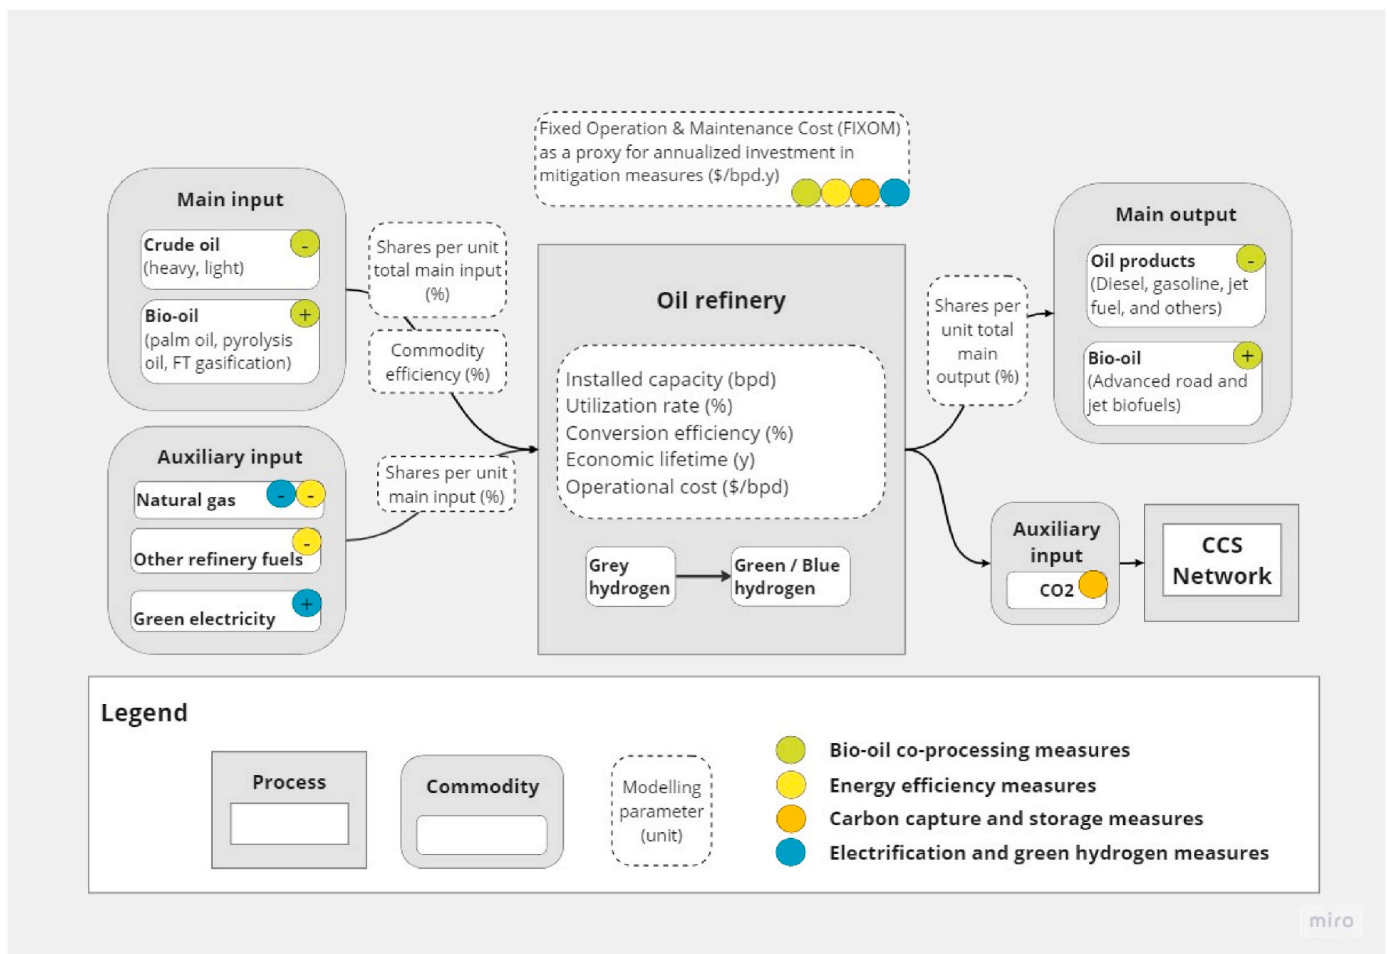 Fixed Operation & Maintenance Cost (FIXOM)
as a proxy for annualized investment in
mitigation measures ($/bpd.y)
Main input
Crude oil
-
(heavy, light)
Bio-oil
+
(palm oil, pyrolysis
oil, FT gasification)
Shares per unit
total main input
(%)
Commodity
efficiency (%)
Auxiliary input
Natural gas
-
-
Other refinery fuels
-
Green electricity
+
Shares per unit
main input (%)
Oil refinery
Installed capacity (bpd)
Utilization rate (%)
Conversion efficiency (%)
Economic lifetime (y)
Operational cost ($/bpd)
Grey
hydrogen
Green / Blue
hydrogen
Shares per
unit total
main
output (%)
Main output
Oil products
-
(Diesel, gasoline, jet
fuel, and others)
Bio-oil
+
(Advanced road and
jet biofuels)
Auxiliary
input
CO2
CCS
Network
Legend
Process
Commodity
Modelling
parameter
(unit)
Bio-oil co-processing measures
Energy efficiency measures
Carbon capture and storage measures
Electrification and green hydrogen measures
miro